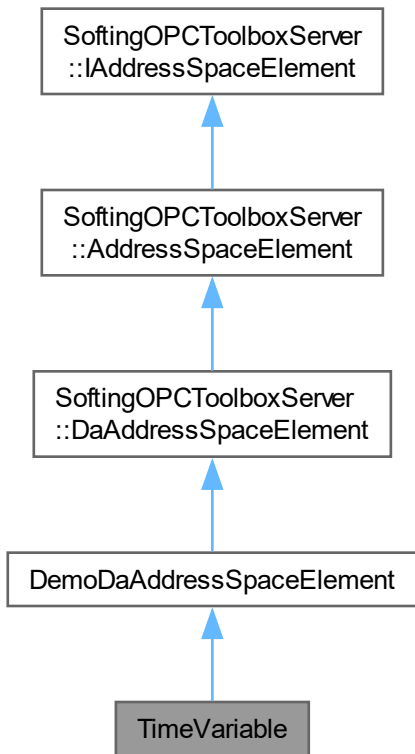 SoftingOPCToolboxServer
::IAddressSpaceElement
SoftingOPCToolboxServer
::AddressSpaceElement
SoftingOPCToolboxServer
::DaAddressSpaceElement
DemoDaAddressSpaceElement
TimeVariable